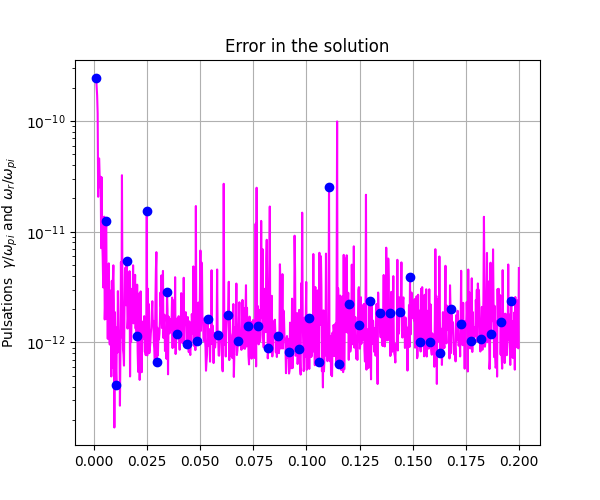 Error in the solution
Pulsations γ/ω_pi and ω_r/ω_pi
10⁻¹⁰
10⁻¹¹
10⁻¹²
0.000 0.025 0.050 0.075 0.100 0.125 0.150 0.175 0.200